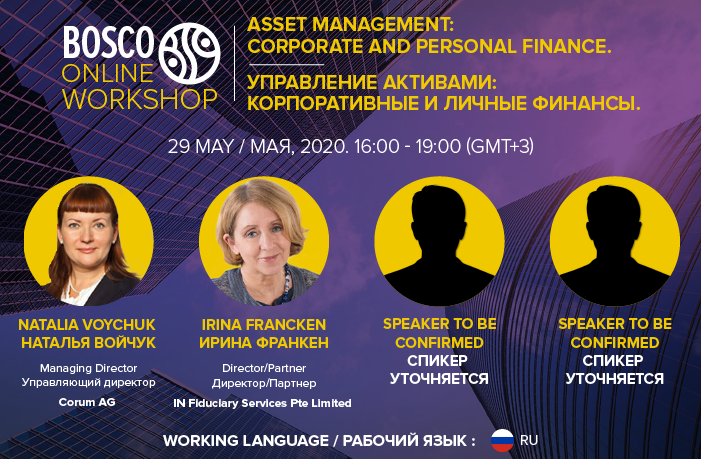 BOSCO
ONLINE
WORKSHOP
ASSET MANAGEMENT:
CORPORATE AND PERSONAL FINANCE.
УПРАВЛЕНИЕ АКТИВАМИ:
КОРПОРАТИВНЫЕ И ЛИЧНЫЕ ФИНАНСЫ.
29 MAY / МАЯ, 2020. 16:00 - 19:00 (GMT+3)
NATALIA VOYCHUK
НАТАЛЬЯ ВОЙЧУК
Managing Director
Управляющий директор
Corum AG
IRINA FRANCKEN
ИРИНА ФРАНКЕН
Director/Partner
Директор/Партнер
IN Fiduciary Services Pte Limited
SPEAKER TO BE
CONFIRMED
СПИКЕР
УТОЧНЯЕТСЯ
SPEAKER TO BE
CONFIRMED
СПИКЕР
УТОЧНЯЕТСЯ
WORKING LANGUAGE / РАБОЧИЙ ЯЗЫК : RU